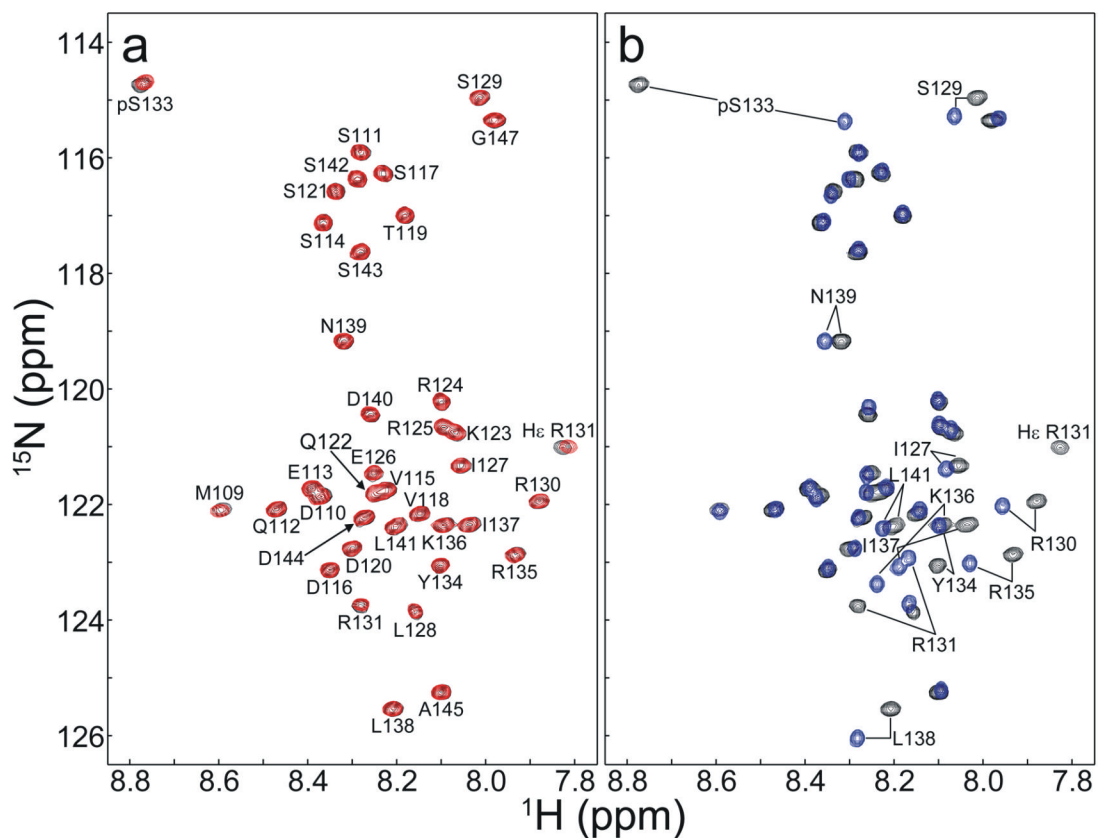 a
b
114
116
118
120
122
124
126
15N (ppm)
pS133
S129
G147
S111
S142
S117
S121
T119
S114
S143
N139
R124
D140
R125
K123
Hε R131
Q122
E126
I127
E113
V115
V118
R130
M109
D110
Q112
L141
K136
I137
D144
D120
R135
D116
Y134
R131
L128
A145
L138
8.8
8.6
8.4
8.2
8.0
7.8
pS133
S129
N139
Hε R131
I127
L141
K136
I137
R130
Y134
R135
R131
L138
8.8
8.6
8.4
8.2
8.0
7.8
1H (ppm)